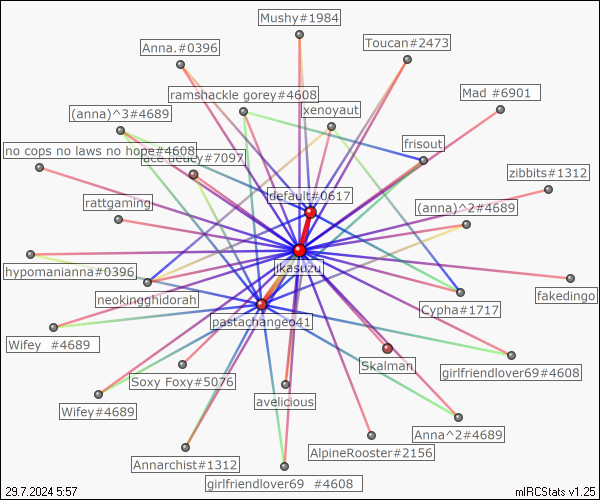 Mushy#1984
Anna.#0396
Toucan#2473
ramshackle gorey#4608
Mad #6901
(anna)^3#4689
xenoyaut
no cops no laws no hope#4608
ace deucy#7097
frisout
zibbits#1312
default#0617
rattgaming
(anna)^2#4689
jkasuzu
hypomanianna#0396
fakedingo
neokingghidorah
Cypha#1717
pastachangeo41
Wifey #4689
Skalman
girlfriendlover69#4608
Soxy Foxy#5076
avelicious
Wifey#4689
Anna^2#4689
AlpineRooster#2156
Annarchist#1312
girlfriendlover69 #4608
29.7.2024 5:57
mIRCStats v1.25